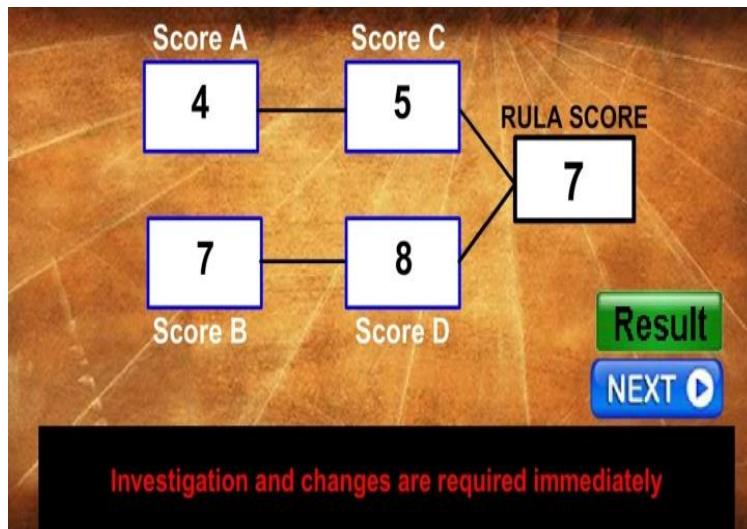 Score A
Score C
4
5
RULA SCORE
7
7
8
Score B
Score D
Result
NEXT
Investigation and changes are required immediately